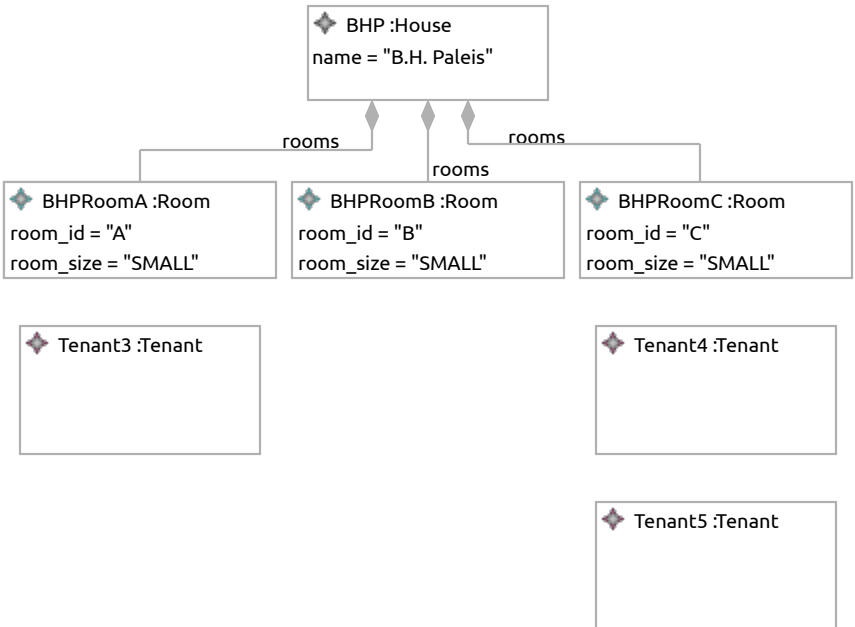 BHP :House
name = "B.H. Paleis"
rooms
rooms
rooms
BHPRoomA :Room
room_id = "A"
room_size = "SMALL"
BHPRoomB :Room
room_id = "B"
room_size = "SMALL"
BHPRoomC :Room
room_id = "C"
room_size = "SMALL"
Tenant3 :Tenant
Tenant4 :Tenant
Tenant5 :Tenant